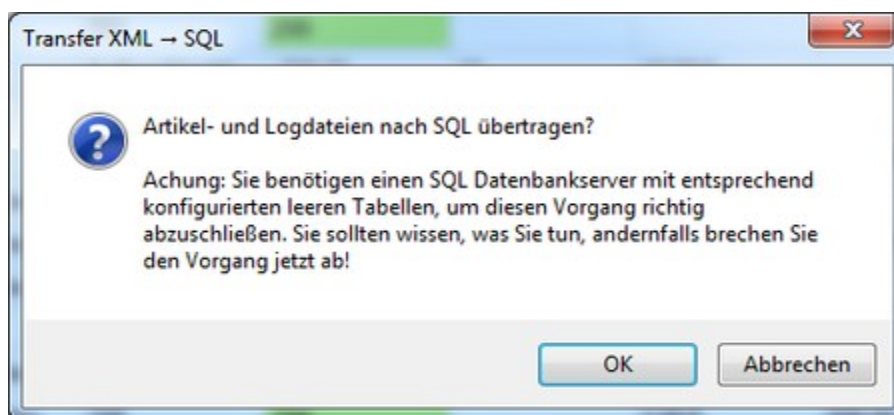 Transfer XML → SQL
Artikel- und Logdateien nach SQL übertragen?
Achung: Sie benötigen einen SQL Datenbankserver mit entsprechend
konfigurierten leeren Tabellen, um diesen Vorgang richtig
abzuschließen. Sie sollten wissen, was Sie tun, andernfalls brechen Sie
den Vorgang jetzt ab!
OK
Abbrechen